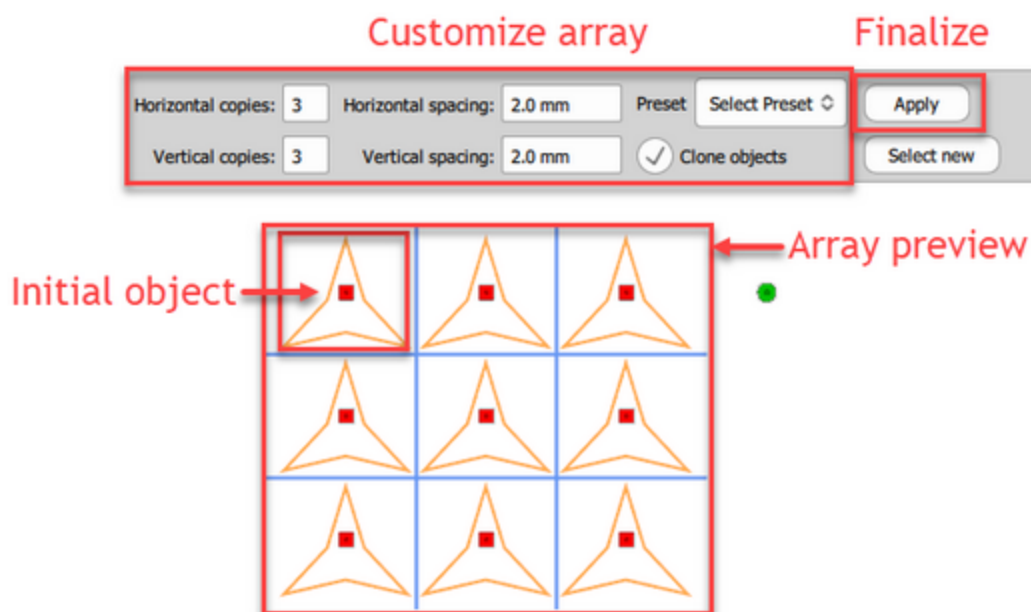 Customize array
Finalize
Horizontal copies: 3 Horizontal spacing: 2.0 mm Preset Select Preset Apply
Vertical copies: 3 Vertical spacing: 2.0 mm Clone objects Select new
Array preview
Initial object